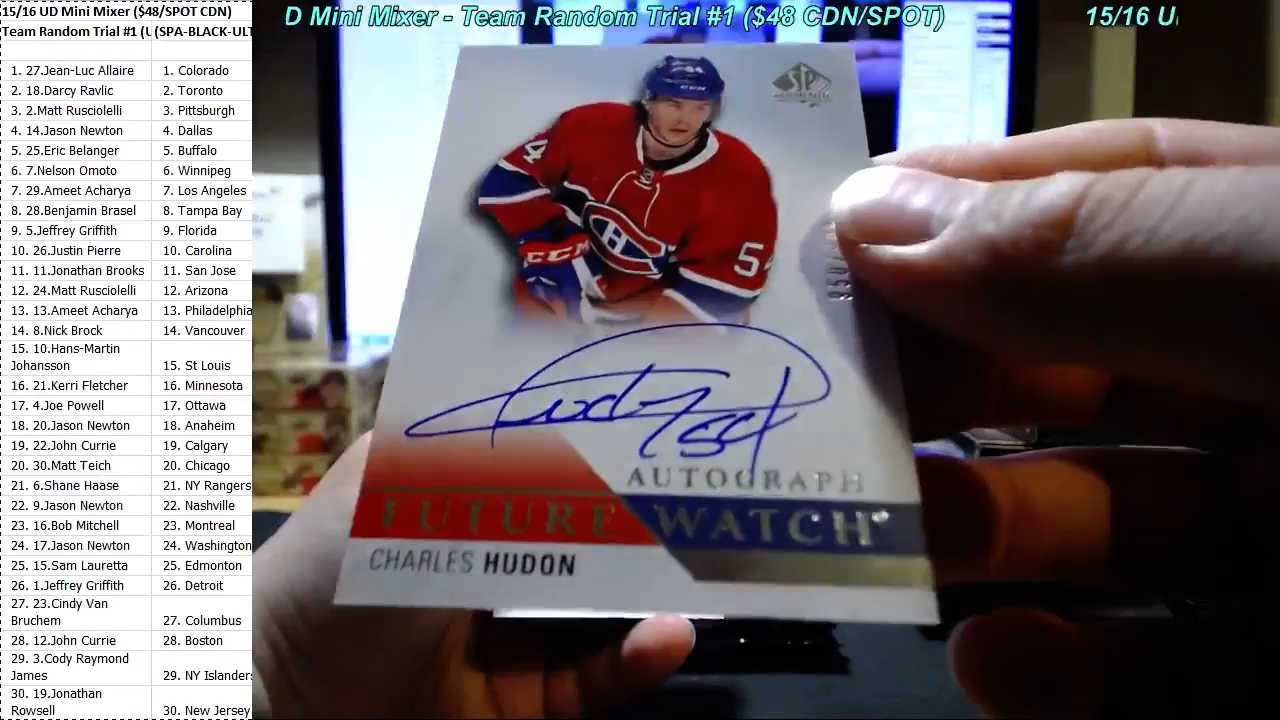 15/16 UD Mini Mixer ($48/SPOT CDN)
Team Random Trial #1 (U (SPA-BLACK-ULT
1. 27.Jean-Luc Allaire 1. Colorado
2. 18.Darcy Ravlic 2. Toronto
3. 2.Matt Rusciolelli 3. Pittsburgh
4. 14.Jason Newton 4. Dallas
5. 25.Eric Belanger 5. Buffalo
6. 7.Nelson Omoto 6. Winnipeg
7. 29.Ameet Acharya 7. Los Angeles
8. 28.Benjamin Brasel 8. Tampa Bay
9. 5.Jeffrey Griffith 9. Florida
10. 26.Justin Pierre 10. Carolina
11. 11.Jonathan Brooks 11. San Jose
12. 24.Matt Rusciolelli 12. Arizona
13. 13.Ameet Acharya 13. Philadelphia
14. 8.Nick Brock 14. Vancouver
15. 10.Hans-Martin
Johansson 15. St Louis
16. 21.Kerri Fletcher 16. Minnesota
17. 4.Joe Powell 17. Ottawa
18. 20.Jason Newton 18. Anaheim
19. 22.John Currie 19. Calgary
20. 30.Matt Teich 20. Chicago
21. 6.Shane Haase 21. NY Rangers
22. 9.Jason Newton 22. Nashville
23. 16.Bob Mitchell 23. Montreal
24. 17.Jason Newton 24. Washington
25. 15.Sam Lauretta 25. Edmonton
26. 1.Jeffrey Griffith 26. Detroit
27. 23.Cindy Van
Bruchem 27. Columbus
28. 12.John Currie 28. Boston
29. 3.Cody Raymond
James 29. NY Islanders
30. 19.Jonathan
Rowsell 30. New Jersey
D Mini Mixer - Team Random Trial #1 ($48 CDN/SPOT) 15/16 U
SP
CCM
54
CCM
54
AUTOGRAPH
FUTURE WATCH
CHARLES HUDON